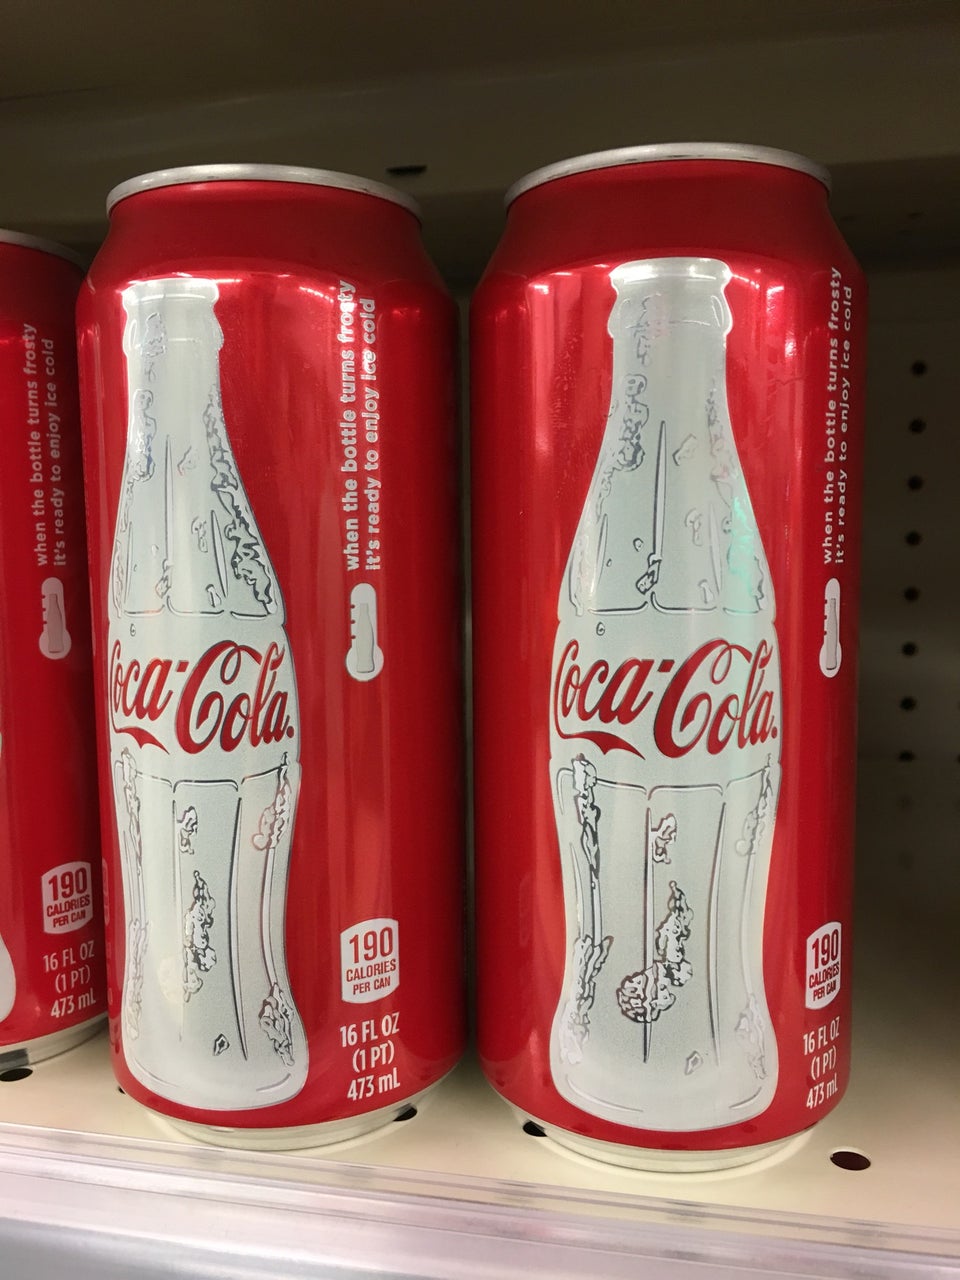 when the bottle turns frosty
it's ready to enjoy ice cold
190
CALORIES
PER CAN
16 FL OZ
(1 PT)
473 mL
Coca-Cola.
when the bottle turns frosty
it's ready to enjoy ice cold
190
CALORIES
PER CAN
16 FL OZ
(1 PT)
473 mL
Coca-Cola.
when the bottle turns frosty
it's ready to enjoy ice cold
190
CALORIES
PER CAN
16 FL OZ
(1 PT)
473 mL